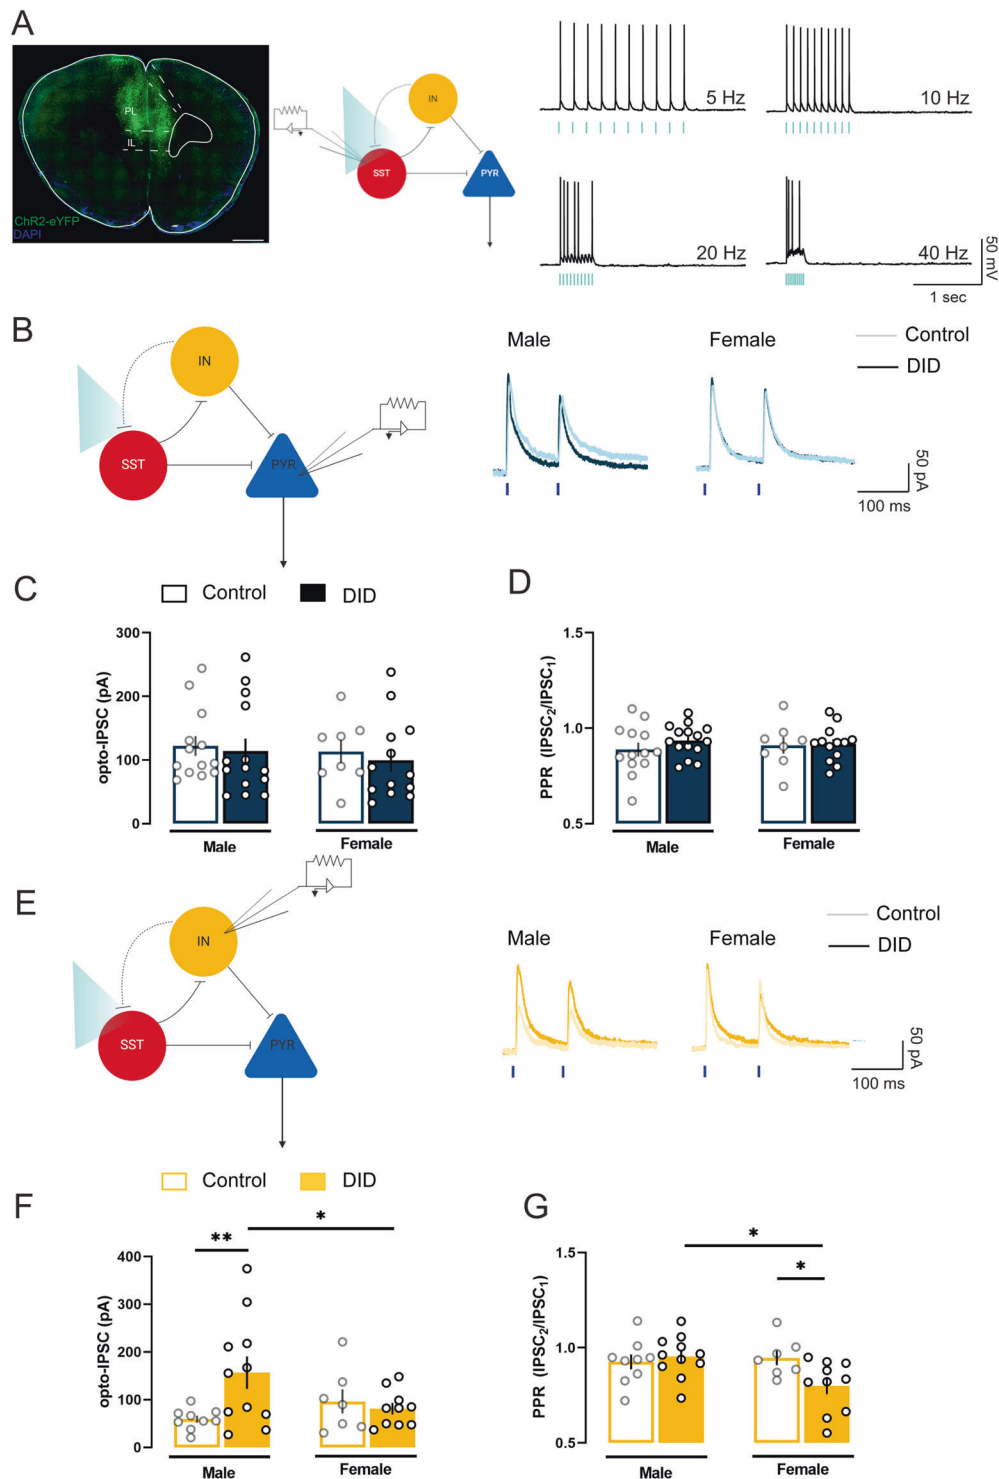 A
PL
IL
ChR2-eYFP
DAPI
IN
SST
PYR
5 Hz
10 Hz
20 Hz
40 Hz
50 mV
1 sec
B
IN
SST
PYR
Male
Female
Control
DID
50 pA
100 ms
C
Control
DID
opto-IPSC (pA)
300
200
100
0
Male
Female
D
PPR (IPSC₂/IPSC₁)
1.5
1.0
0.5
Male
Female
E
IN
SST
PYR
Male
Female
Control
DID
50 pA
100 ms
Control
DID
F
opto-IPSC (pA)
400
300
200
100
0
**
*
Male
Female
G
PPR (IPSC₂/IPSC₁)
1.5
1.0
0.5
*
*
Male
Female